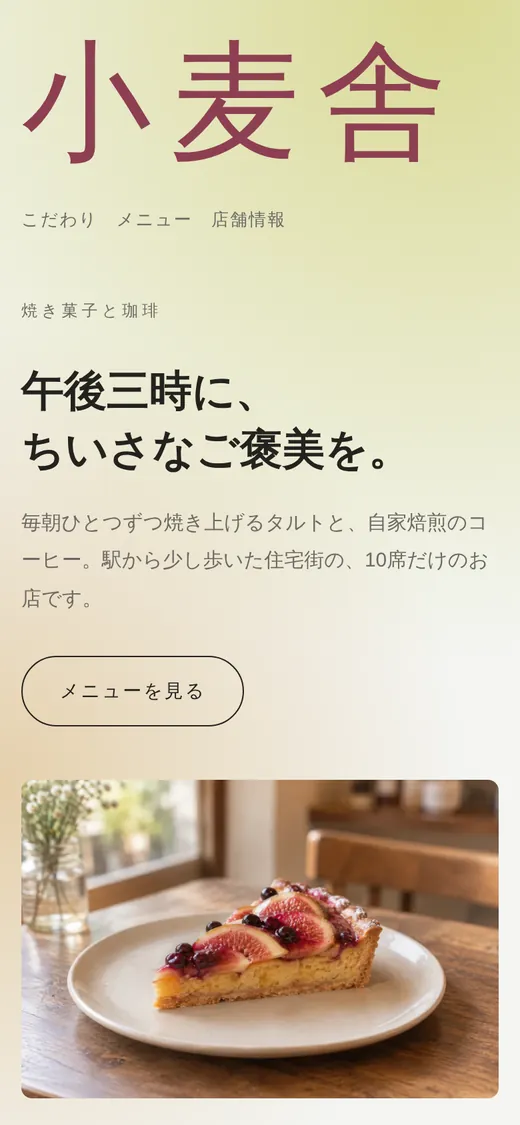 小麦舎
こだわり　メニュー　店舗情報
焼き菓子と珈琲
午後三時に、
ちいさなご褒美を。
毎朝ひとつずつ焼き上げるタルトと、自家焙煎のコ
ーヒー。駅から少し歩いた住宅街の、10席だけのお
店です。
メニューを見る